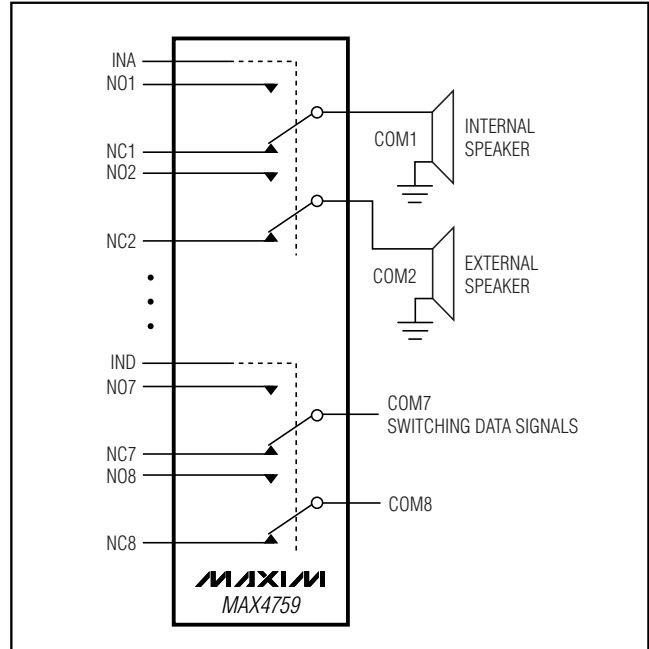 INA
NO1
NC1
NO2
NC2
IND
NO7
NC7
NO8
NC8
COM1
INTERNAL
SPEAKER
COM2
EXTERNAL
SPEAKER
COM7
SWITCHING DATA SIGNALS
COM8
MAXIM
MAX4759